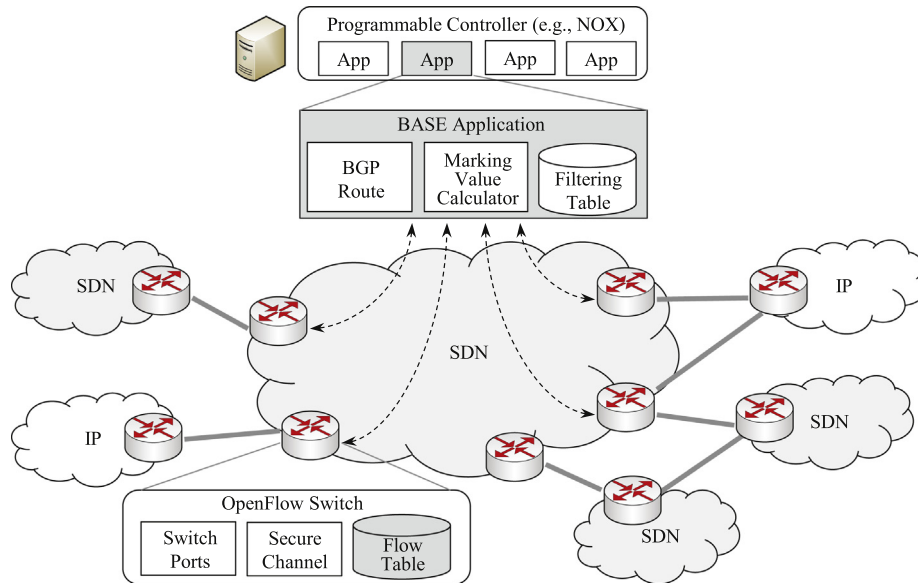 Programmable Controller (e.g., NOX)
App App App App
BASE Application
BGP
Route
Marking
Value
Calculator
Filtering
Table
SDN
IP
SDN
IP
SDN
SDN
OpenFlow Switch
Switch
Ports
Secure
Channel
Flow
Table